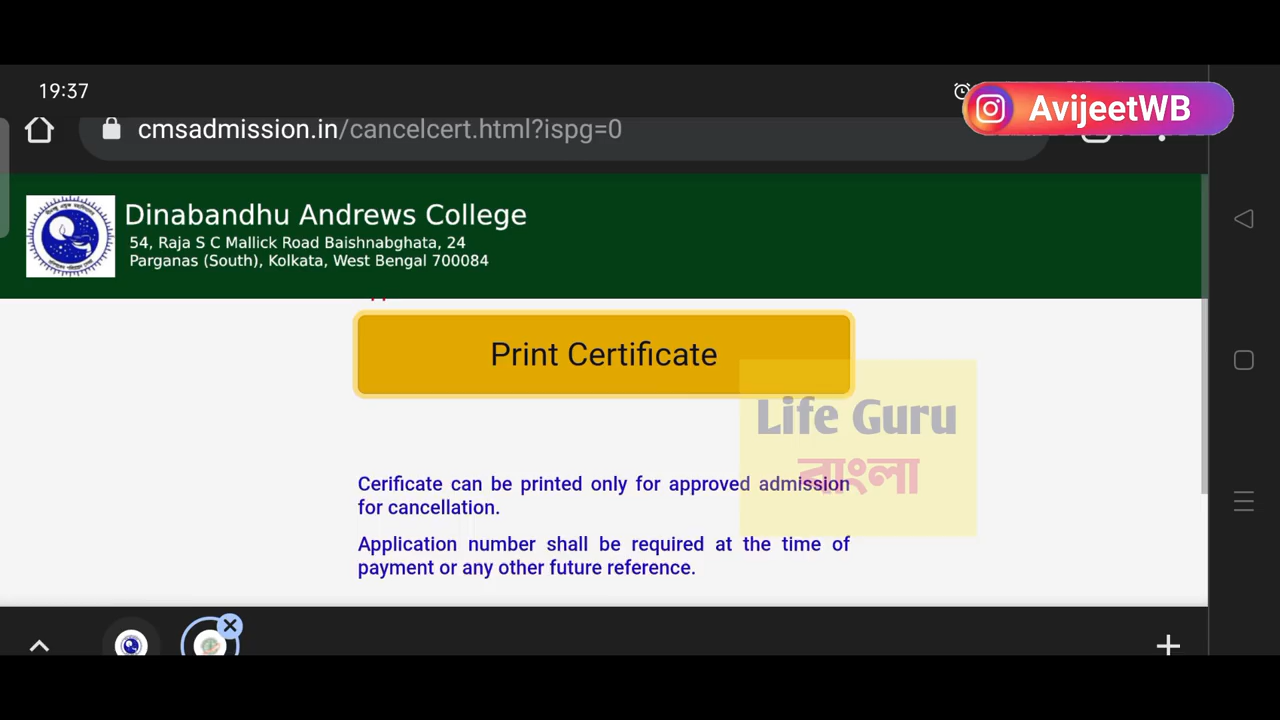 19:37
AvijeetWB
cmsadmission.in/cancelcert.html?ispg=0
Dinabandhu Andrews College
54, Raja S C Mallick Road Baishnabghata, 24
Parganas (South), Kolkata, West Bengal 700084
Print Certificate
Life Guru
বাংলা
Cerificate can be printed only for approved admission
for cancellation.
Application number shall be required at the time of
payment or any other future reference.